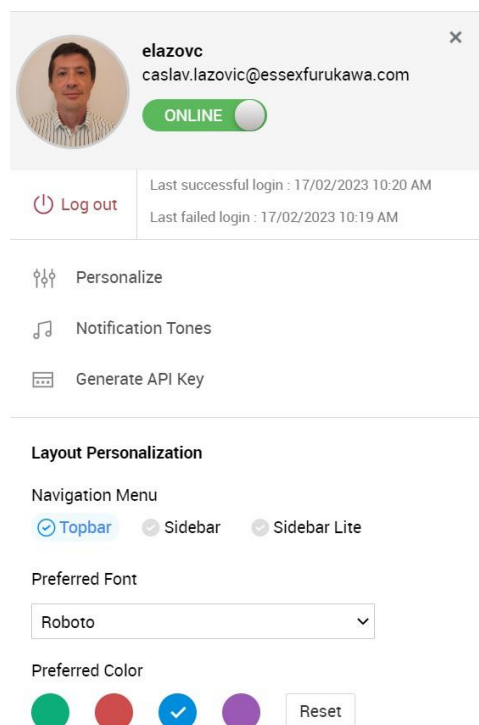 elazovc
caslav.lazovic@essexfurukawa.com
ONLINE
Log out
Last successful login : 17/02/2023 10:20 AM
Last failed login : 17/02/2023 10:19 AM
Personalize
Notification Tones
Generate API Key
Layout Personalization
Navigation Menu
Topbar Sidebar Sidebar Lite
Preferred Font
Roboto
Preferred Color
Reset